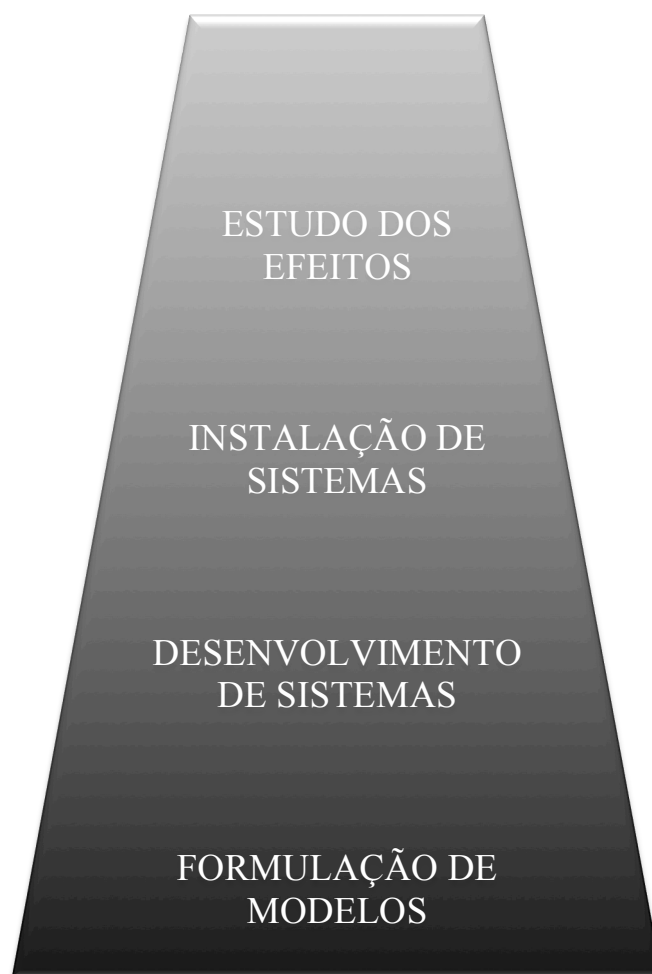 ESTUDO DOS
EFEITOS
INSTALAÇÃO DE
SISTEMAS
DESENVOLVIMENTO
DE SISTEMAS
FORMULAÇÃO DE
MODELOS